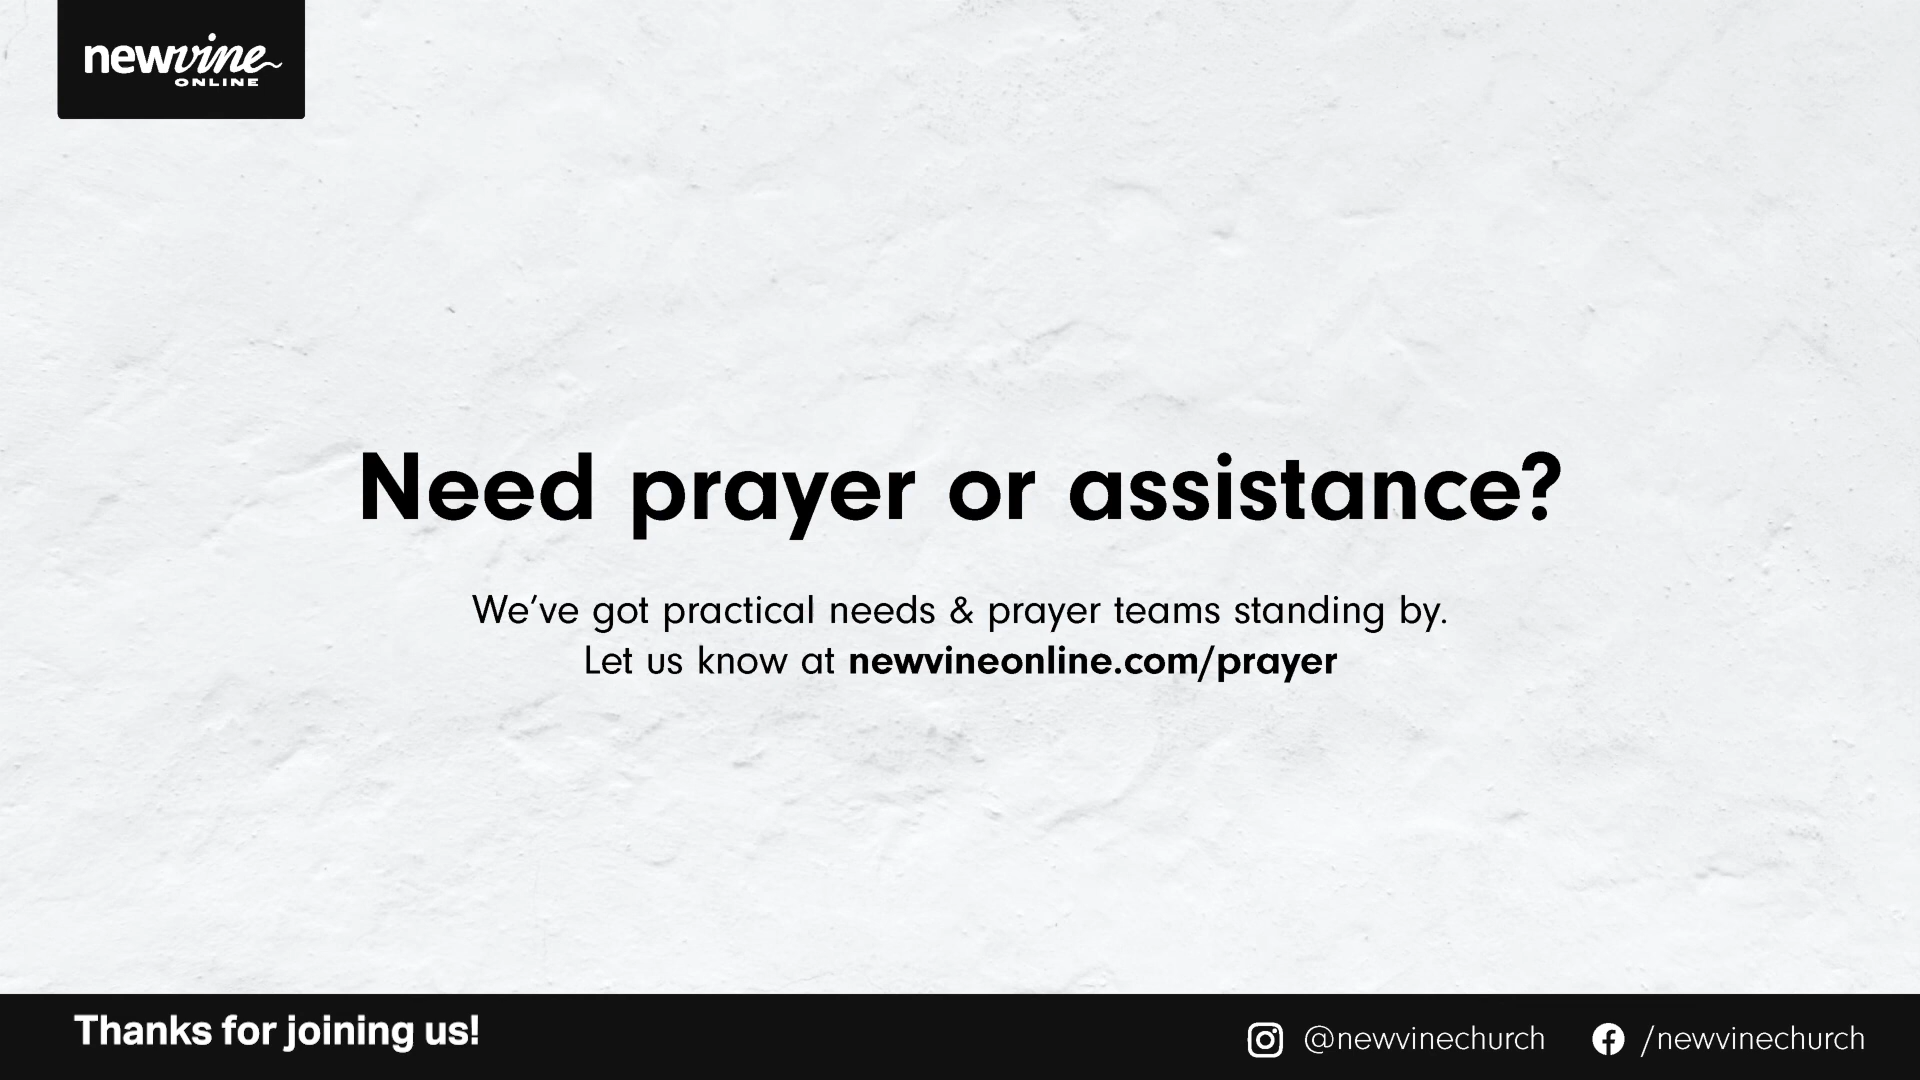 newvine
ONLINE
Need prayer or assistance?
We’ve got practical needs & prayer teams standing by.
Let us know at newvineonline.com/prayer
Thanks for joining us!
@newvinechurch
/newvinechurch